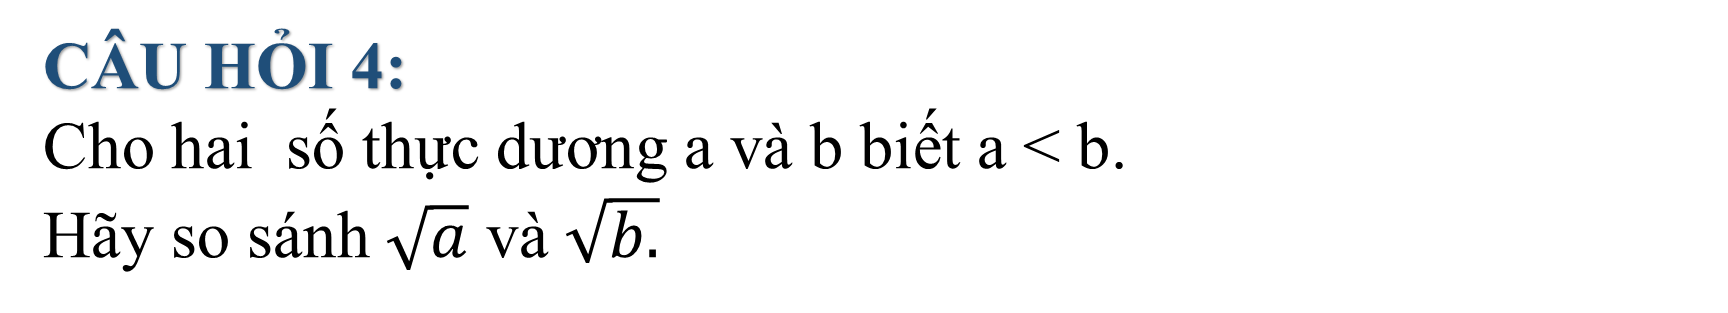 CÂU HỎI 4:
Cho hai  số thực dương a và b biết a < b.
Hãy so sánh √a và √b.